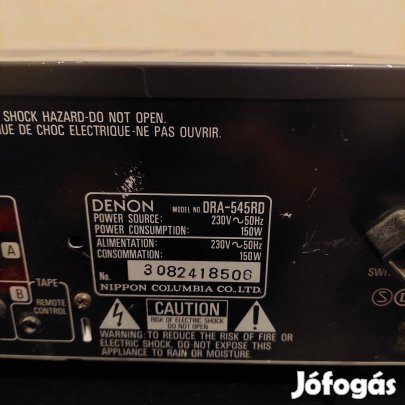 SHOCK HAZARD-DO NOT OPEN.
UE DE CHOC ELECTRIQUE-NE PAS OUVRIR.
DENON MODEL NO. DRA-545RD
POWER SOURCE: 230V~50Hz
POWER CONSUMPTION: 150W
ALIMENTATION: 230V~50Hz
CONSOMMATION: 150W
No. 3082418506
NIPPON COLUMBIA CO.,LTD.
A
B
TAPE
REMOTE
CONTROL
CAUTION
RISK OF ELECTRIC SHOCK
DO NOT OPEN
WARNING:TO REDUCE THE RISK OF FIRE OR
ELECTRIC SHOCK, DO NOT EXPOSE THIS
APPLIANCE TO RAIN OR MOISTURE.
SWIT
S
Jófogás